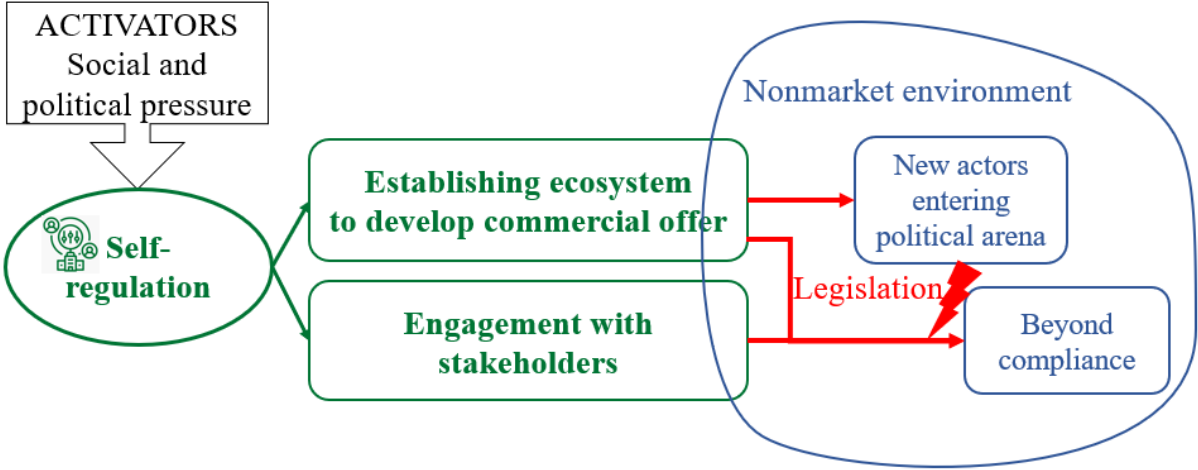 ACTIVATORS
Social and
political pressure
Nonmarket environment
Establishing ecosystem
to develop commercial offer
New actors
entering
political arena
Self-
regulation
Legislation
Engagement with
stakeholders
Beyond
compliance